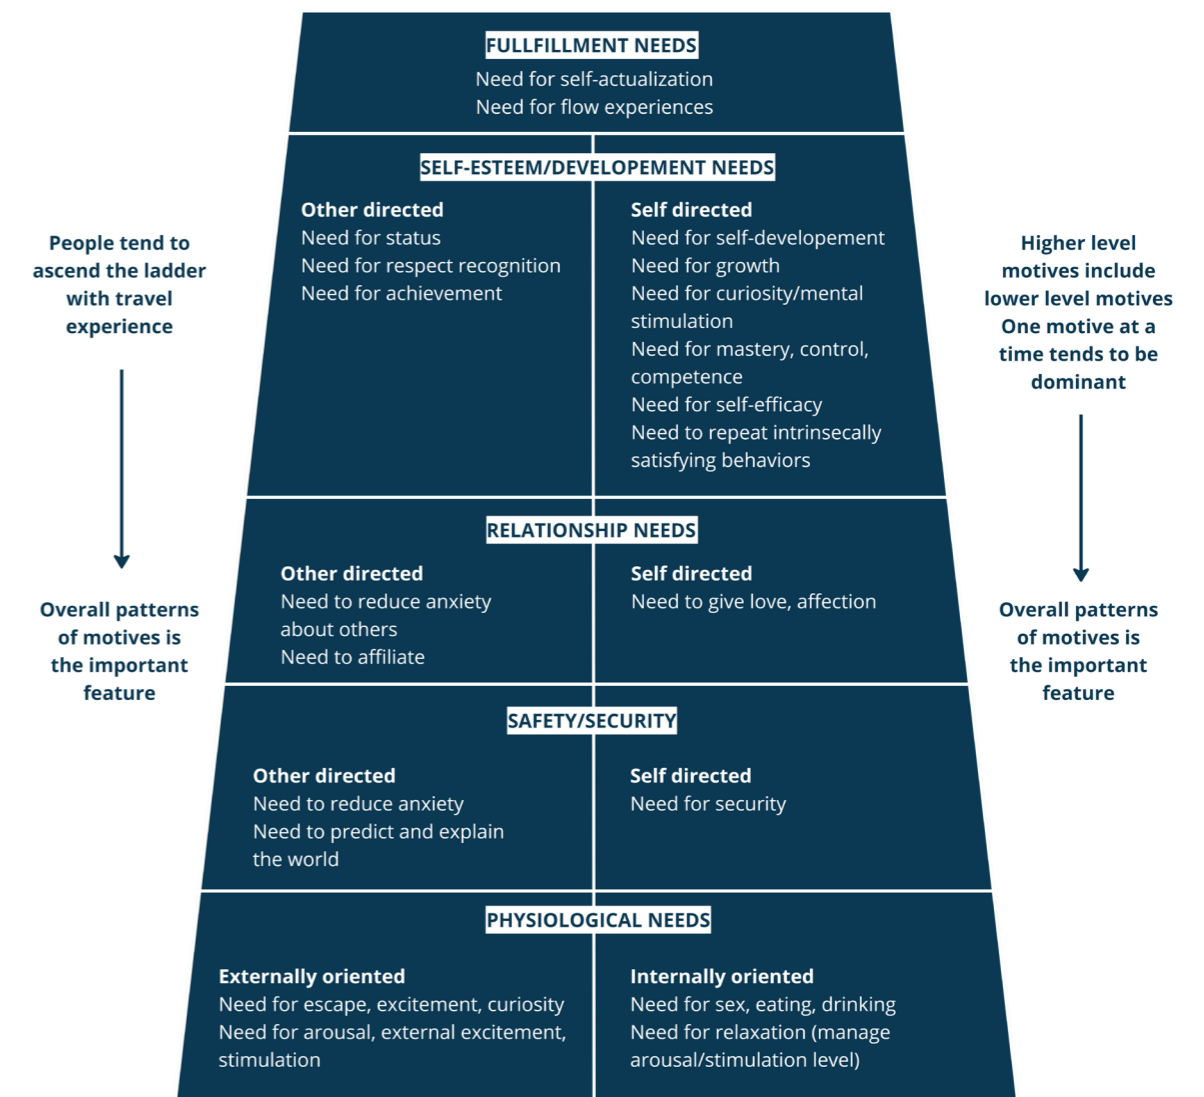 FULLFILLMENT NEEDS
Need for self-actualization
Need for flow experiences
SELF-ESTEEM/DEVELOPEMENT NEEDS
Other directed
Need for status
Need for respect recognition
Need for achievement
Self directed
Need for self-developement
Need for growth
Need for curiosity/mental
stimulation
Need for mastery, control,
competence
Need for self-efficacy
Need to repeat intrinsecally
satisfying behaviors
People tend to
ascend the ladder
with travel
experience
Overall patterns
of motives is
the important
feature
Higher level
motives include
lower level motives
One motive at a
time tends to be
dominant
Overall patterns
of motives is
the important
feature
RELATIONSHIP NEEDS
Other directed
Need to reduce anxiety
about others
Need to affiliate
Self directed
Need to give love, affection
SAFETY/SECURITY
Other directed
Need to reduce anxiety
Need to predict and explain
the world
Self directed
Need for security
PHYSIOLOGICAL NEEDS
Externally oriented
Need for escape, excitement, curiosity
Need for arousal, external excitement,
stimulation
Internally oriented
Need for sex, eating, drinking
Need for relaxation (manage
arousal/stimulation level)